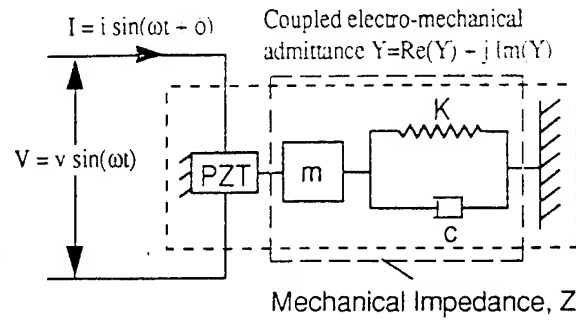 I = i sin(ωt + ϕ)
Coupled electro-mechanical
admittance Y=Re(Y) + j Im(Y)
K
V = v sin(ωt)
PZT
m
c
Mechanical Impedance, Z